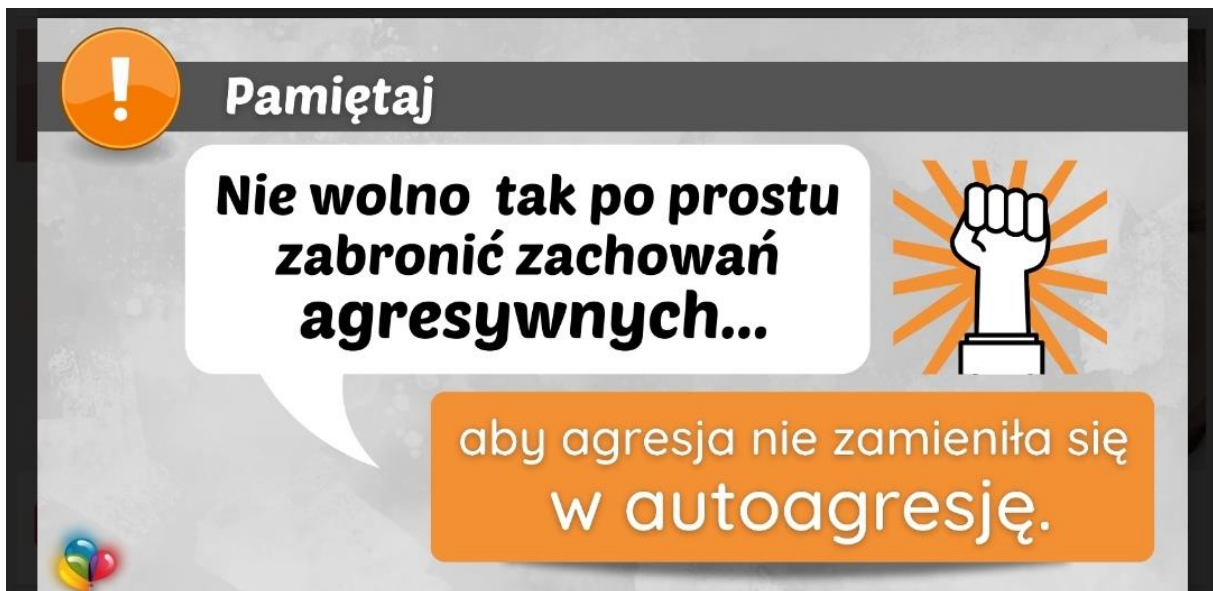 !
Pamiętaj
Nie wolno tak po prostu
zabronić zachowań
agresywnych...
aby agresja nie zamieniła się
w autoagresję.